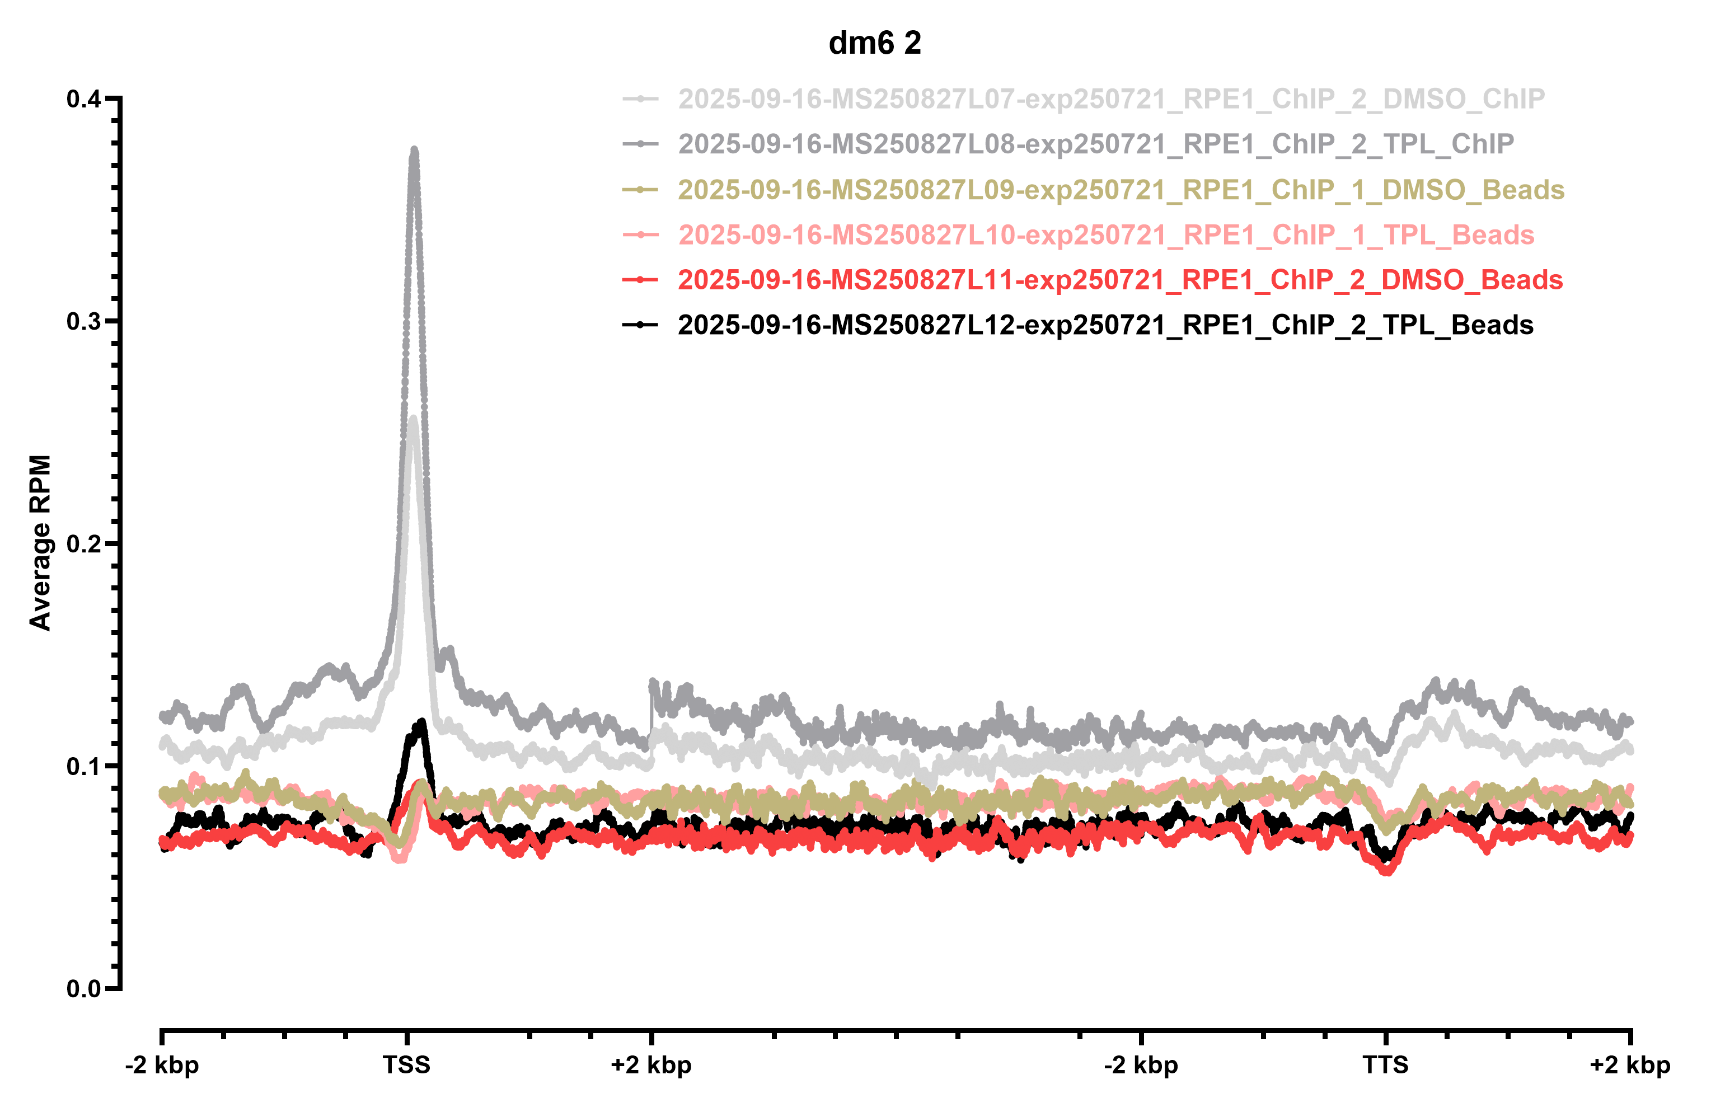 dm6 2
2025-09-16-MS250827L07-exp250721_RPE1_ChIP_2_DMSO_ChIP
2025-09-16-MS250827L08-exp250721_RPE1_ChIP_2_TPL_ChIP
2025-09-16-MS250827L09-exp250721_RPE1_ChIP_1_DMSO_Beads
2025-09-16-MS250827L10-exp250721_RPE1_ChIP_1_TPL_Beads
2025-09-16-MS250827L11-exp250721_RPE1_ChIP_2_DMSO_Beads
2025-09-16-MS250827L12-exp250721_RPE1_ChIP_2_TPL_Beads
Average RPM
0.4
0.3
0.2
0.1
0.0
-2 kbp TSS +2 kbp -2 kbp TTS +2 kbp